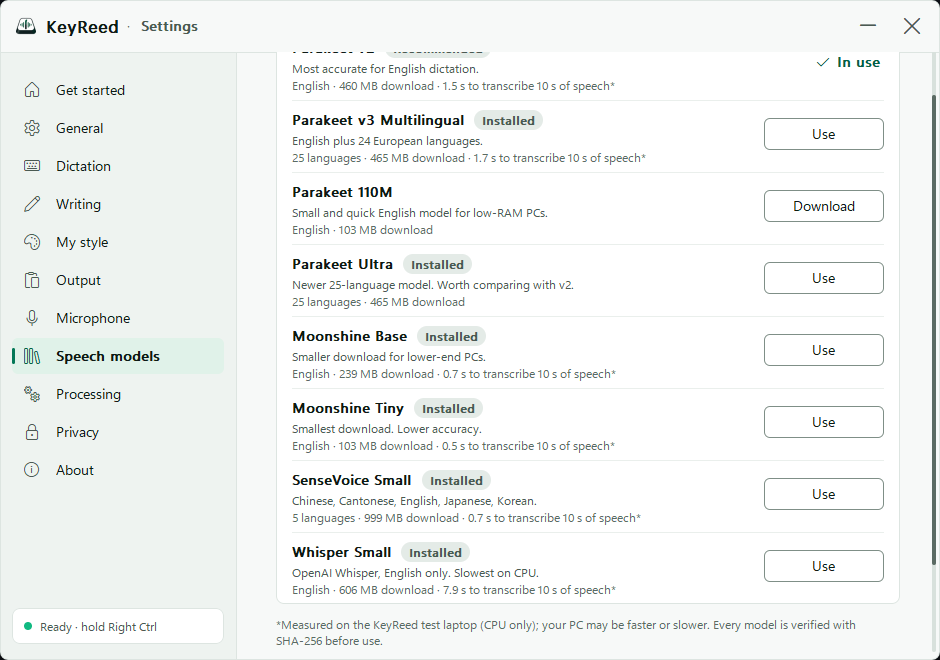 KeyReed · Settings
Get started
General
Dictation
Writing
My style
Output
Microphone
Speech models
Processing
Privacy
About
Ready · hold Right Ctrl
Most accurate for English dictation.
English · 460 MB download · 1.5 s to transcribe 10 s of speech*
In use
Parakeet v3 Multilingual Installed
English plus 24 European languages.
25 languages · 465 MB download · 1.7 s to transcribe 10 s of speech*
Use
Parakeet 110M
Small and quick English model for low-RAM PCs.
English · 103 MB download
Download
Parakeet Ultra Installed
Newer 25-language model. Worth comparing with v2.
25 languages · 465 MB download
Use
Moonshine Base Installed
Smaller download for lower-end PCs.
English · 239 MB download · 0.7 s to transcribe 10 s of speech*
Use
Moonshine Tiny Installed
Smallest download. Lower accuracy.
English · 103 MB download · 0.5 s to transcribe 10 s of speech*
Use
SenseVoice Small Installed
Chinese, Cantonese, English, Japanese, Korean.
5 languages · 999 MB download · 0.7 s to transcribe 10 s of speech*
Use
Whisper Small Installed
OpenAI Whisper, English only. Slowest on CPU.
English · 606 MB download · 7.9 s to transcribe 10 s of speech*
Use
*Measured on the KeyReed test laptop (CPU only); your PC may be faster or slower. Every model is verified with
SHA-256 before use.